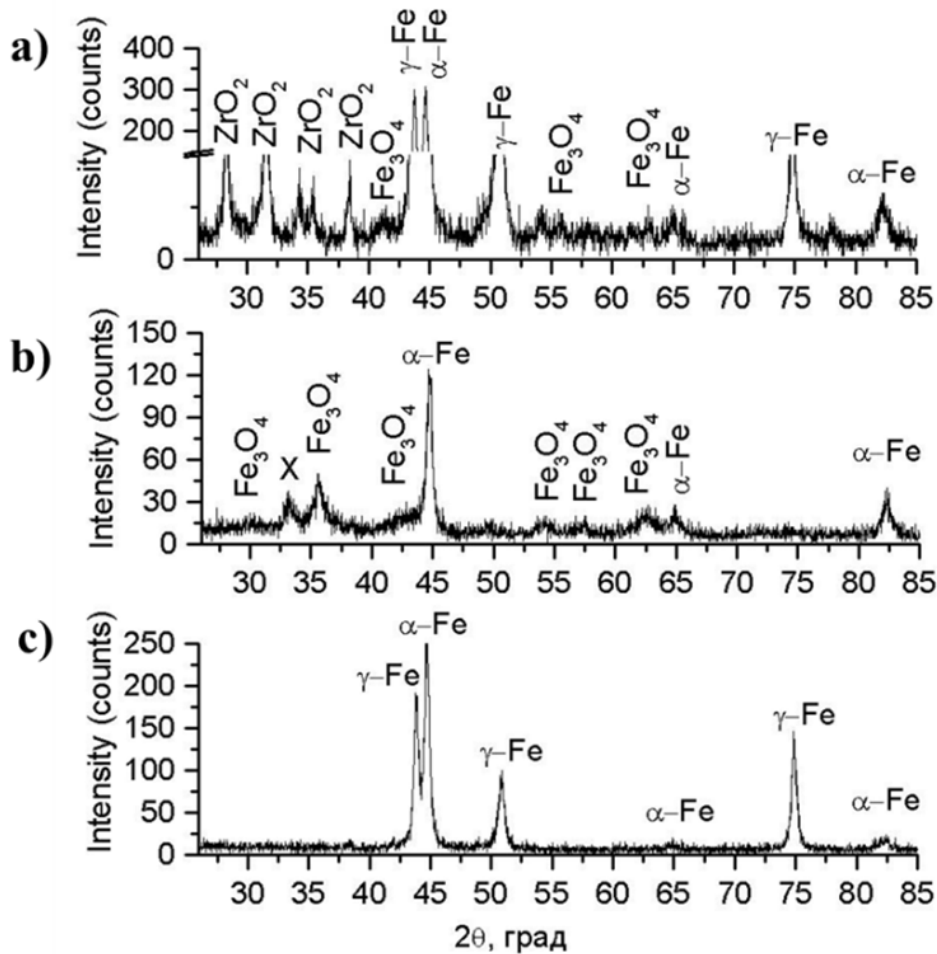 a)
Intensity (counts)
400
300
200
0
ZrO2
ZrO2
ZrO2
ZrO2
Fe3O4
γ–Fe
α–Fe
γ–Fe
Fe3O4
Fe3O4
α–Fe
γ–Fe
α–Fe
30 35 40 45 50 55 60 65 70 75 80 85
b)
Intensity (counts)
150
120
90
60
30
0
Fe3O4
X
Fe3O4
Fe3O4
α–Fe
Fe3O4
Fe3O4
Fe3O4
α–Fe
α–Fe
30 35 40 45 50 55 60 65 70 75 80 85
c)
Intensity (counts)
250
200
150
100
50
0
γ–Fe
α–Fe
γ–Fe
α–Fe
γ–Fe
α–Fe
30 35 40 45 50 55 60 65 70 75 80 85
2θ, град